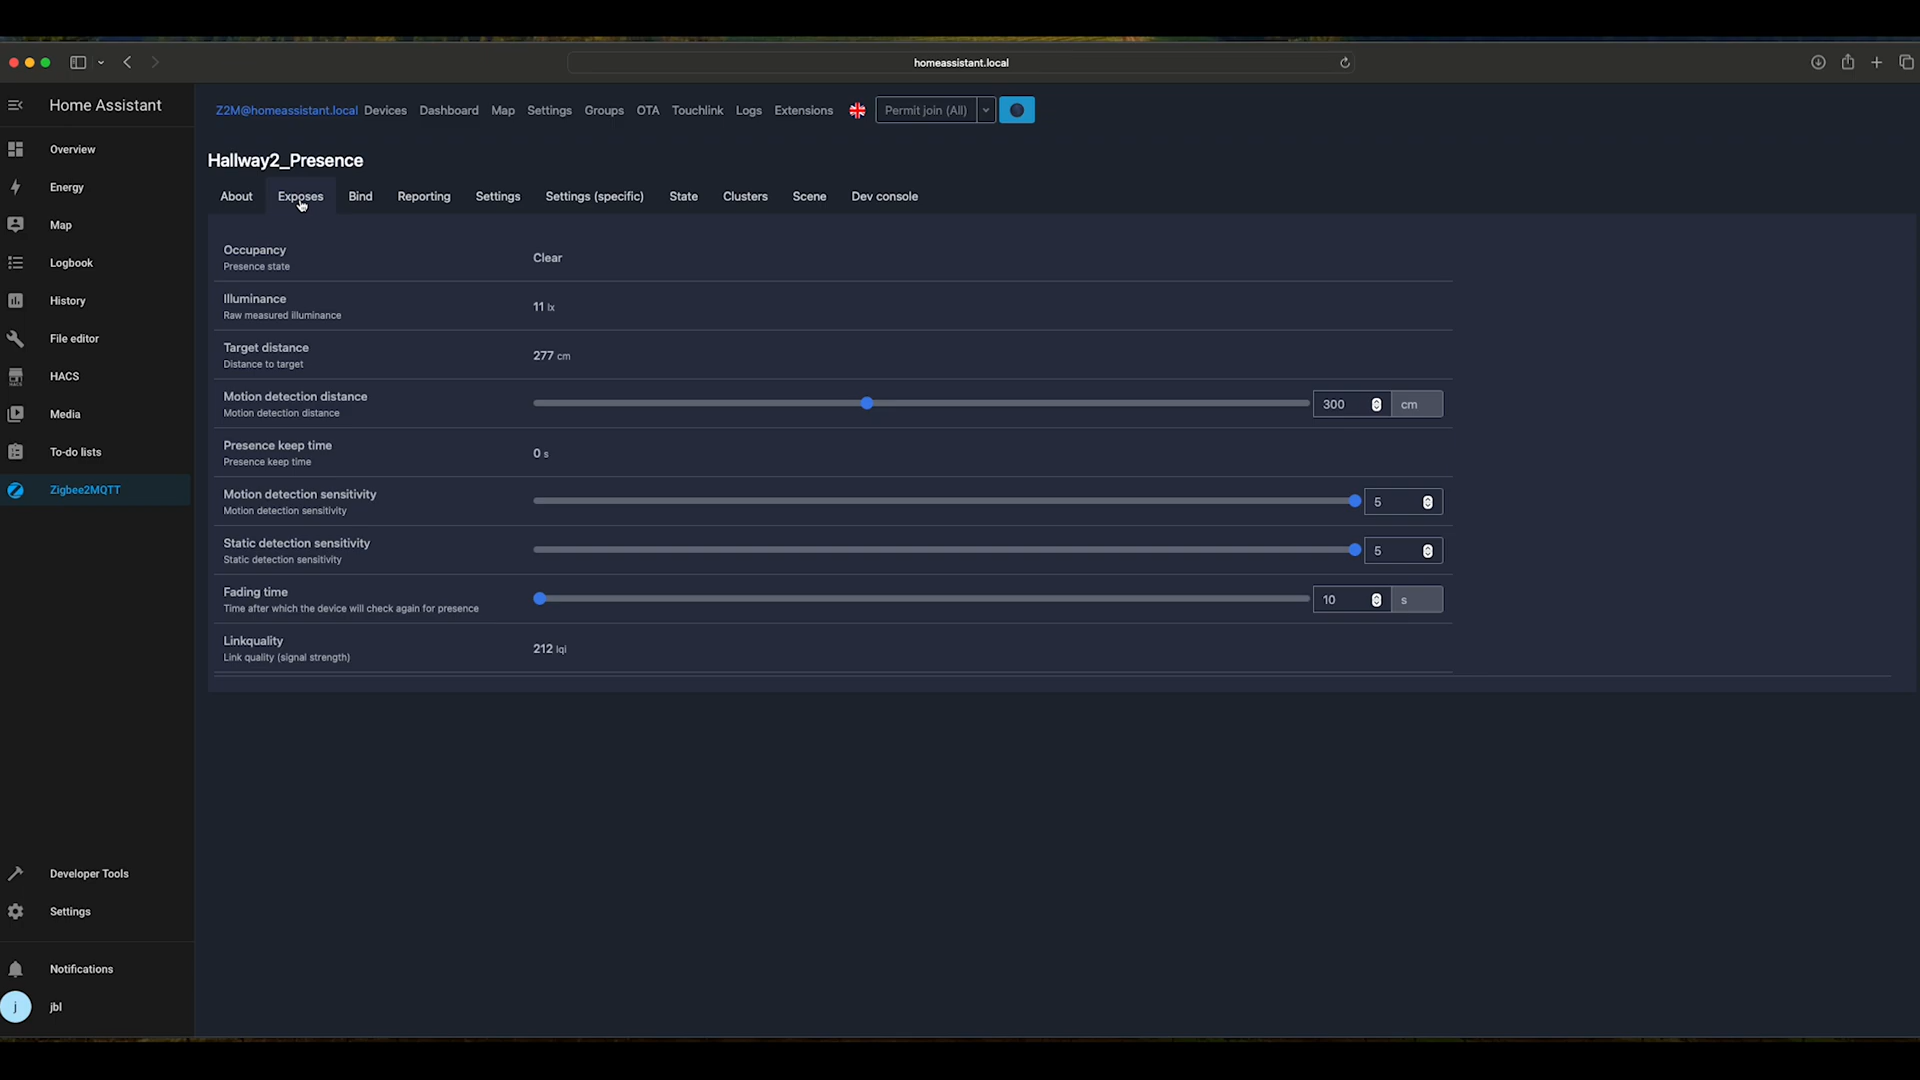 homeassistant.local
Home Assistant
Overview
Energy
Map
Logbook
History
File editor
HACS
Media
To-do lists
Zigbee2MQTT
Developer Tools
Settings
Notifications
j jbl
Z2M@homeassistant.local Devices Dashboard Map Settings Groups OTA Touchlink Logs Extensions Permit join (All)
Hallway2_Presence
About Exposes Bind Reporting Settings Settings (specific) State Clusters Scene Dev console
Occupancy
Presence state
Clear
Illuminance
Raw measured illuminance
11 lx
Target distance
Distance to target
277 cm
Motion detection distance
Motion detection distance
300 cm
Presence keep time
Presence keep time
0 s
Motion detection sensitivity
Motion detection sensitivity
5
Static detection sensitivity
Static detection sensitivity
5
Fading time
Time after which the device will check again for presence
10 s
Linkquality
Link quality (signal strength)
212 lqi